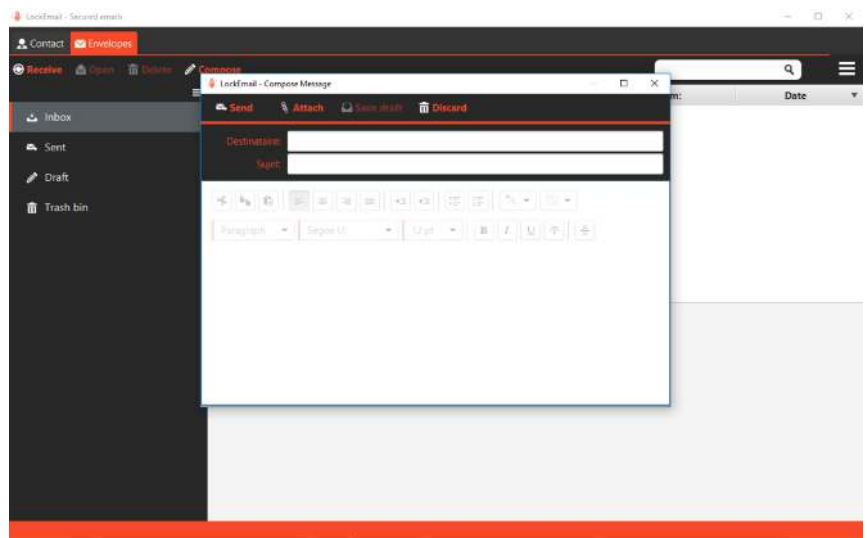 LockEmail - Secured emails
Contact Envelopes
Receive Open Delete Compose
LockEmail - Compose Message
Send Attach Save draft Discard
m: Date
Destinataire:
Sujet:
Inbox
Sent
Draft
Trash bin
Paragraph Segoe UI 12 pt B I U